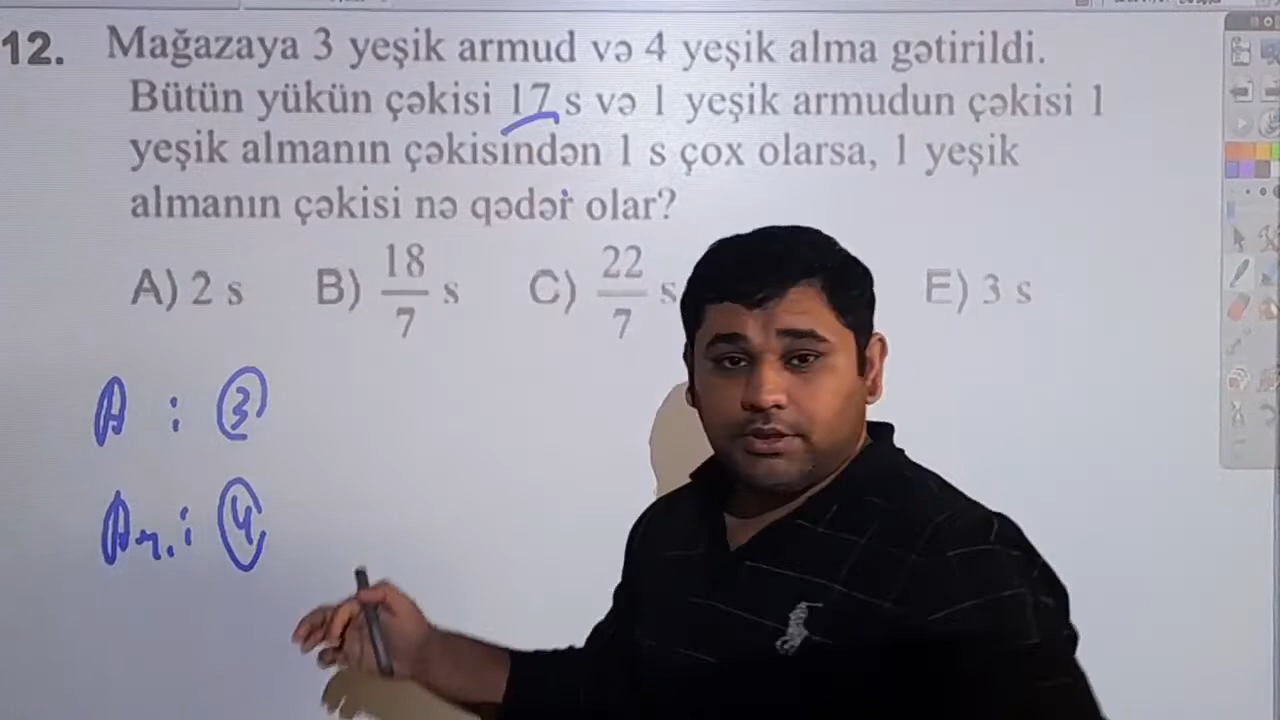 12. Mağazaya 3 yeşik armud və 4 yeşik alma gətirildi.
Bütün yükün çəkisi 17 s və 1 yeşik armudun çəkisi 1
yeşik almanın çəkisindən 1 s çox olarsa, 1 yeşik
almanın çəkisi nə qədər olar?
A) 2 s B) 18/7 s C) 22/7 s E) 3 s
A : 3
Ar. : 4